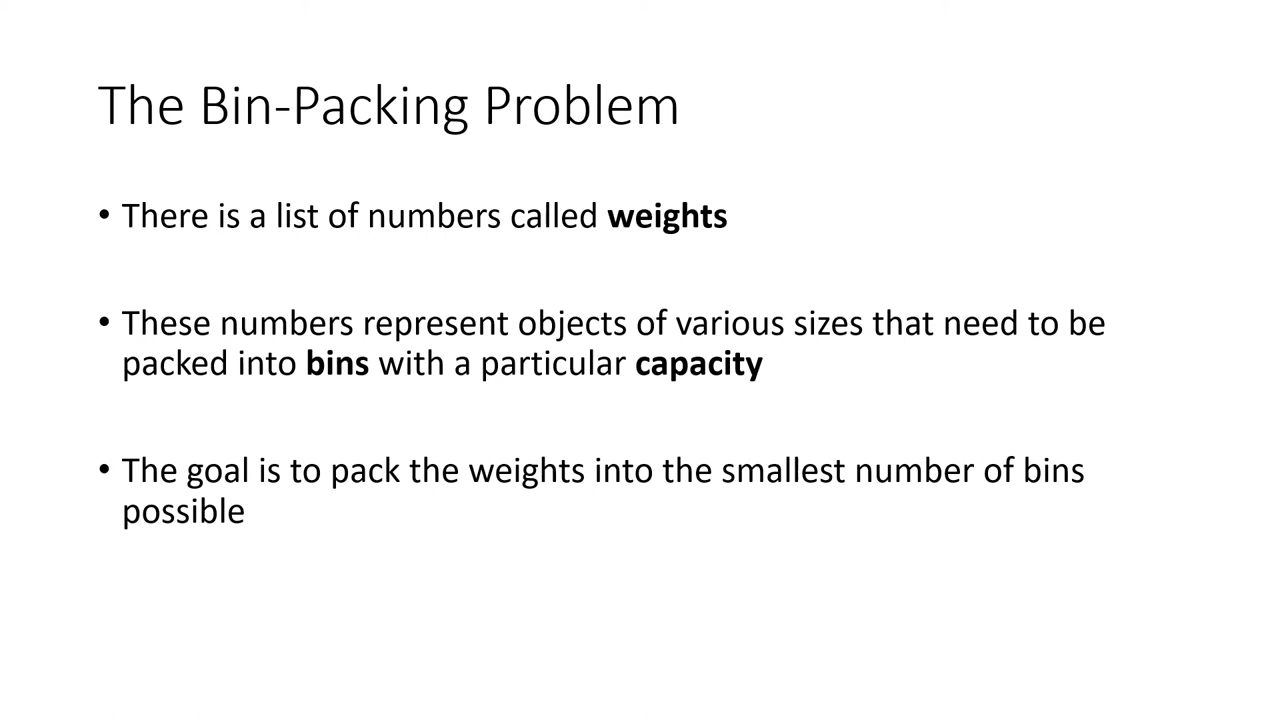 The Bin-Packing Problem
• There is a list of numbers called weights
• These numbers represent objects of various sizes that need to be
packed into bins with a particular capacity
• The goal is to pack the weights into the smallest number of bins
possible